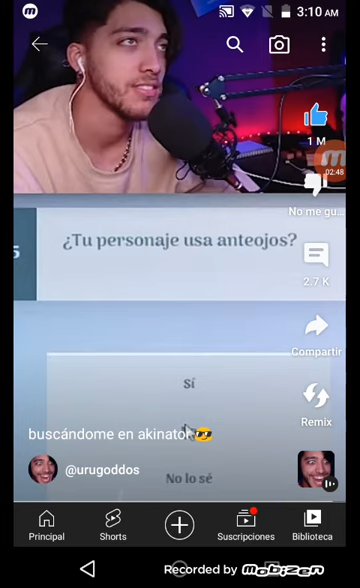 3:10 AM
1 M
02:48
No me gu...
5
¿Tu personaje usa anteojos?
2.7 K
Compartir
Sí
Remix
buscándome en akinator😎
@urugoddos
No lo sé
Principal
Shorts
Suscripciones
Biblioteca
Recorded by mobizen